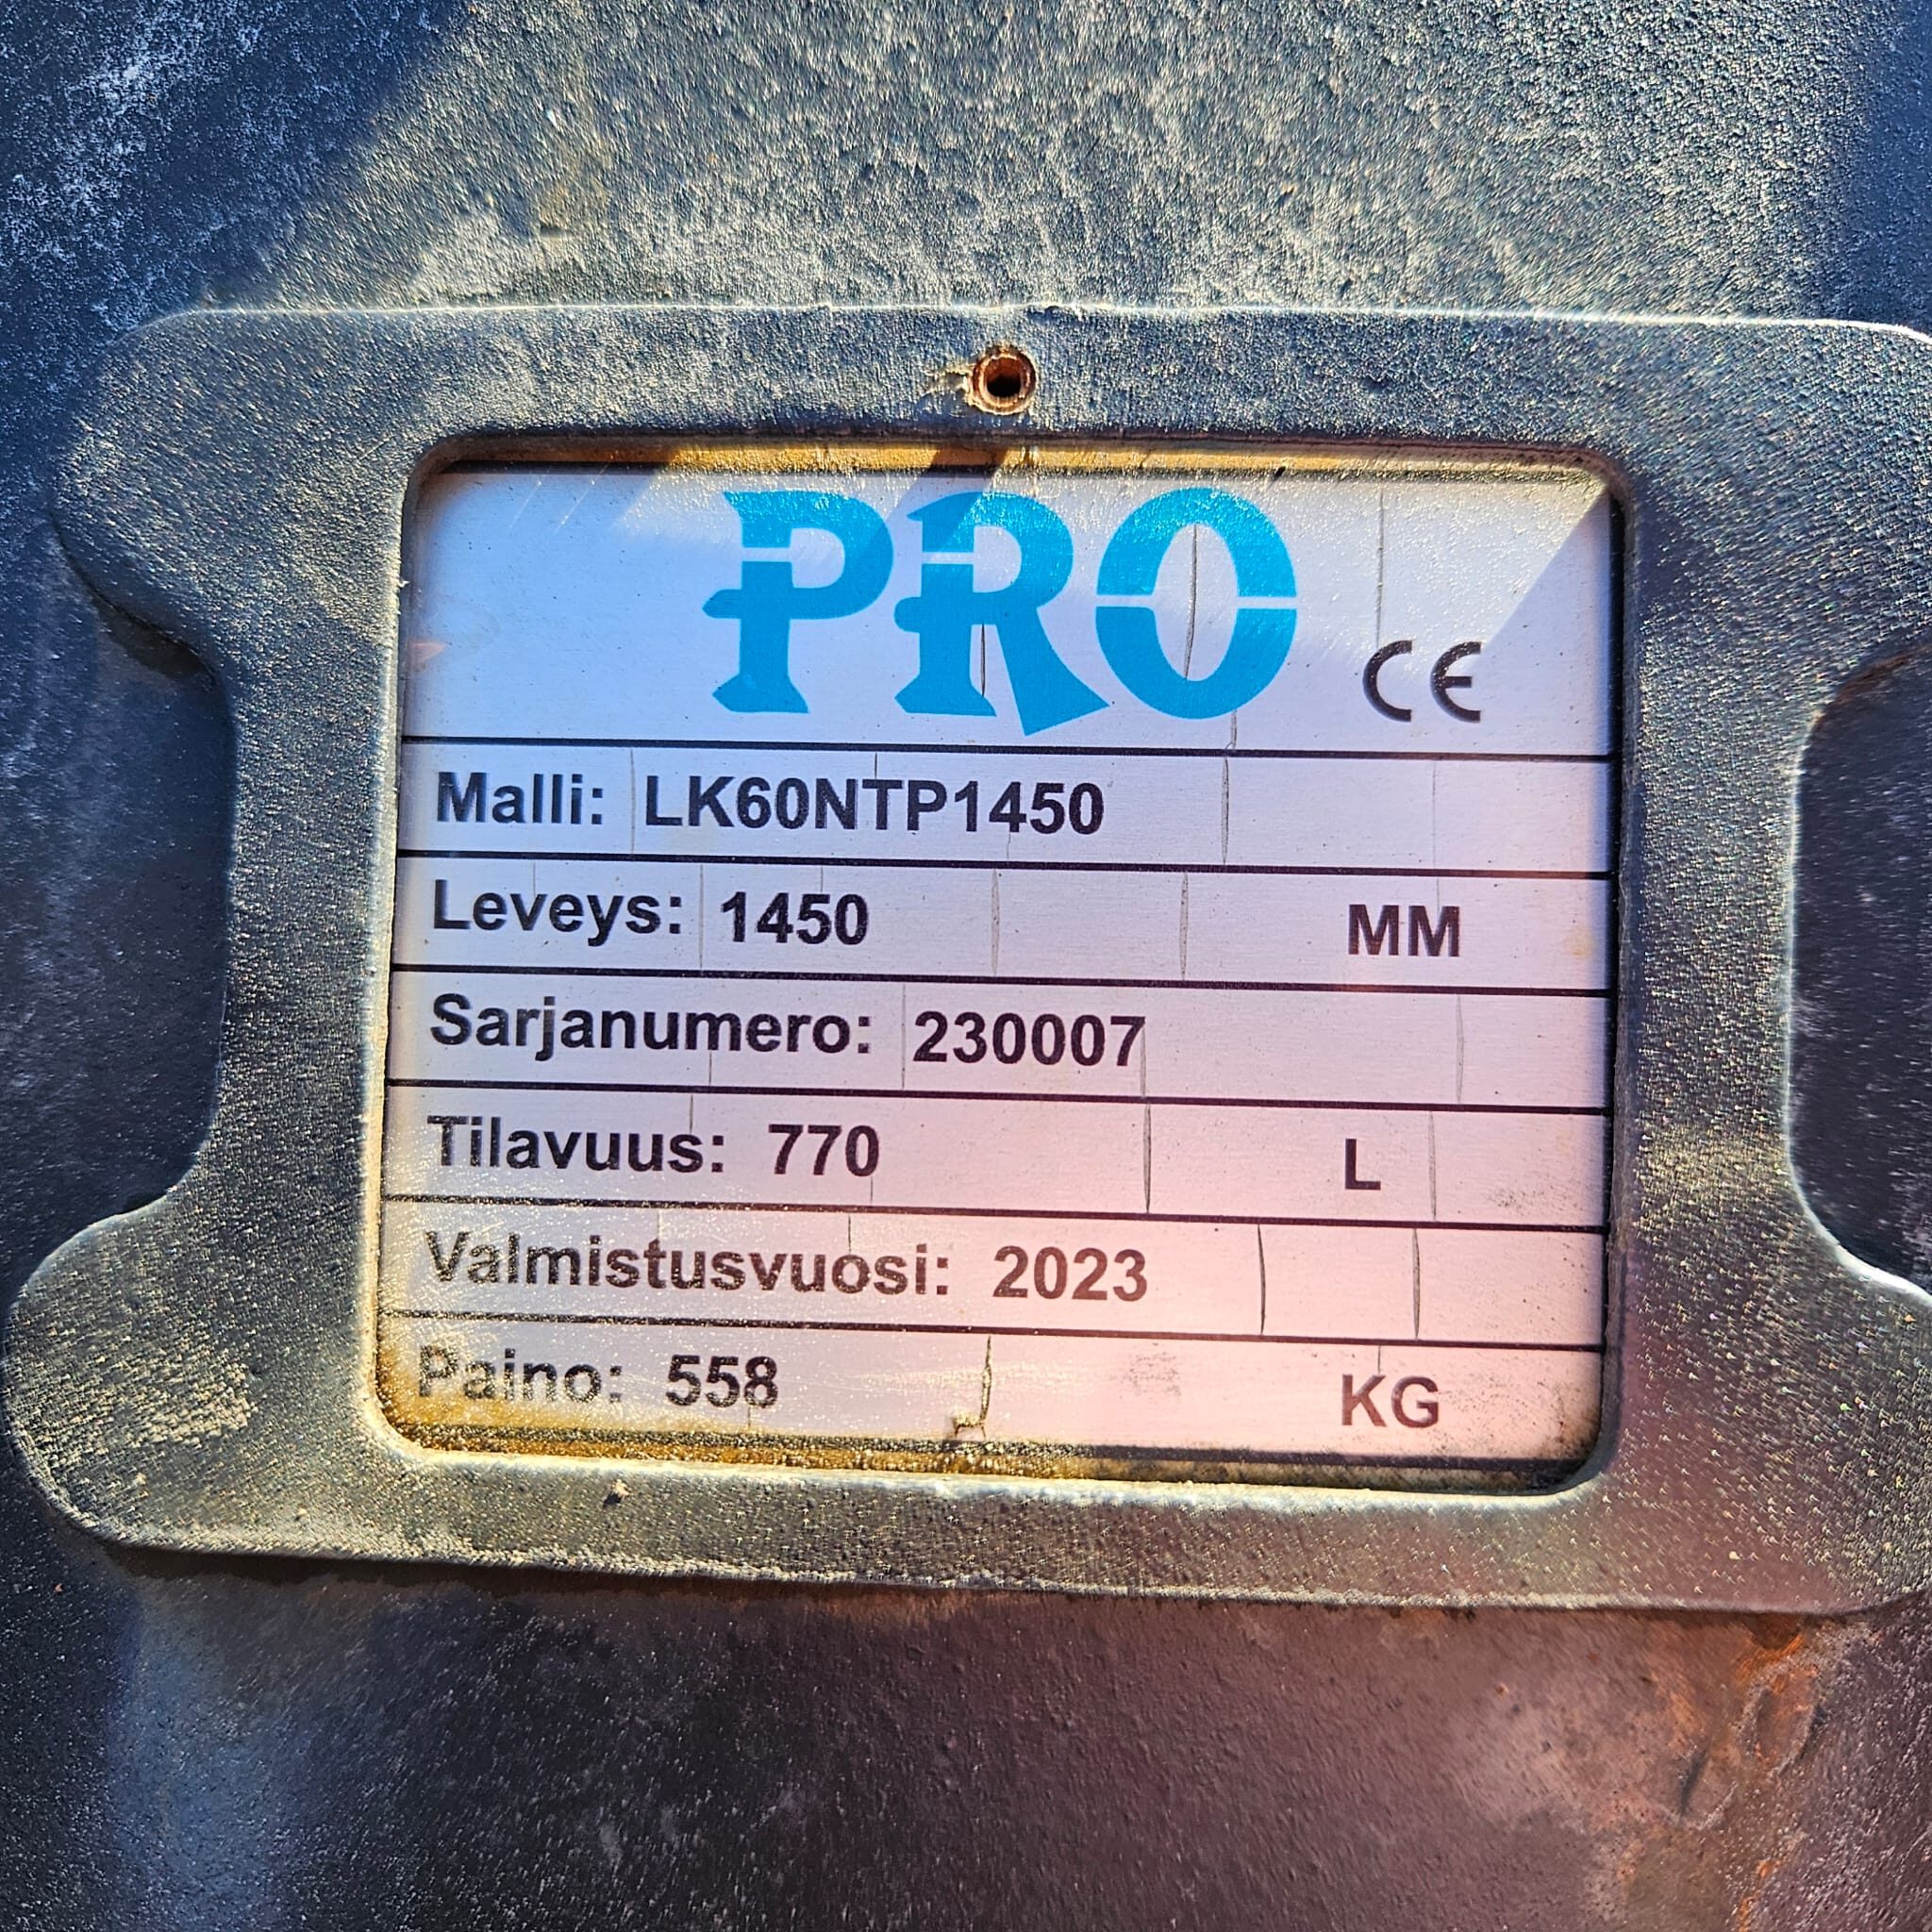 PRO CE
Malli: LK60NTP1450
Leveys: 1450 MM
Sarjanumero: 230007
Tilavuus: 770 L
Valmistusvuosi: 2023
Paino: 558 KG